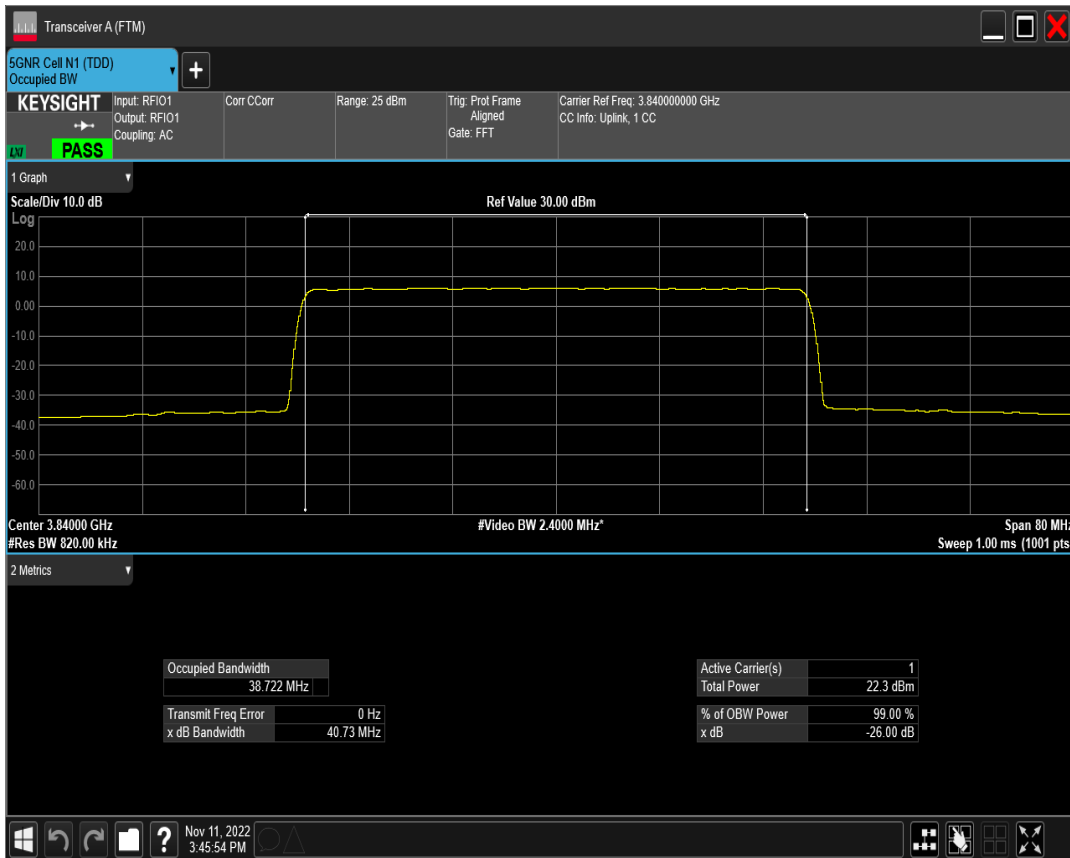 Transceiver A (FTM)
5GNR Cell N1 (TDD)
Occupied BW
+
KEYSIGHT
LXI
PASS
Input: RFIO1
Output: RFIO1
Coupling: AC
Corr CCorr
Range: 25 dBm
Trig: Prot Frame
Aligned
Gate: FFT
Carrier Ref Freq: 3.840000000 GHz
CC Info: Uplink, 1 CC
1 Graph
Scale/Div 10.0 dB
Ref Value 30.00 dBm
Log
20.0
10.0
0.00
-10.0
-20.0
-30.0
-40.0
-50.0
-60.0
Center 3.84000 GHz
#Video BW 2.4000 MHz*
Span 80 MHz
#Res BW 820.00 kHz
Sweep 1.00 ms (1001 pts
2 Metrics
Occupied Bandwidth
38.722 MHz
Transmit Freq Error 0 Hz
x dB Bandwidth 40.73 MHz
Active Carrier(s) 1
Total Power 22.3 dBm
% of OBW Power 99.00 %
x dB -26.00 dB
?
Nov 11, 2022
3:45:54 PM